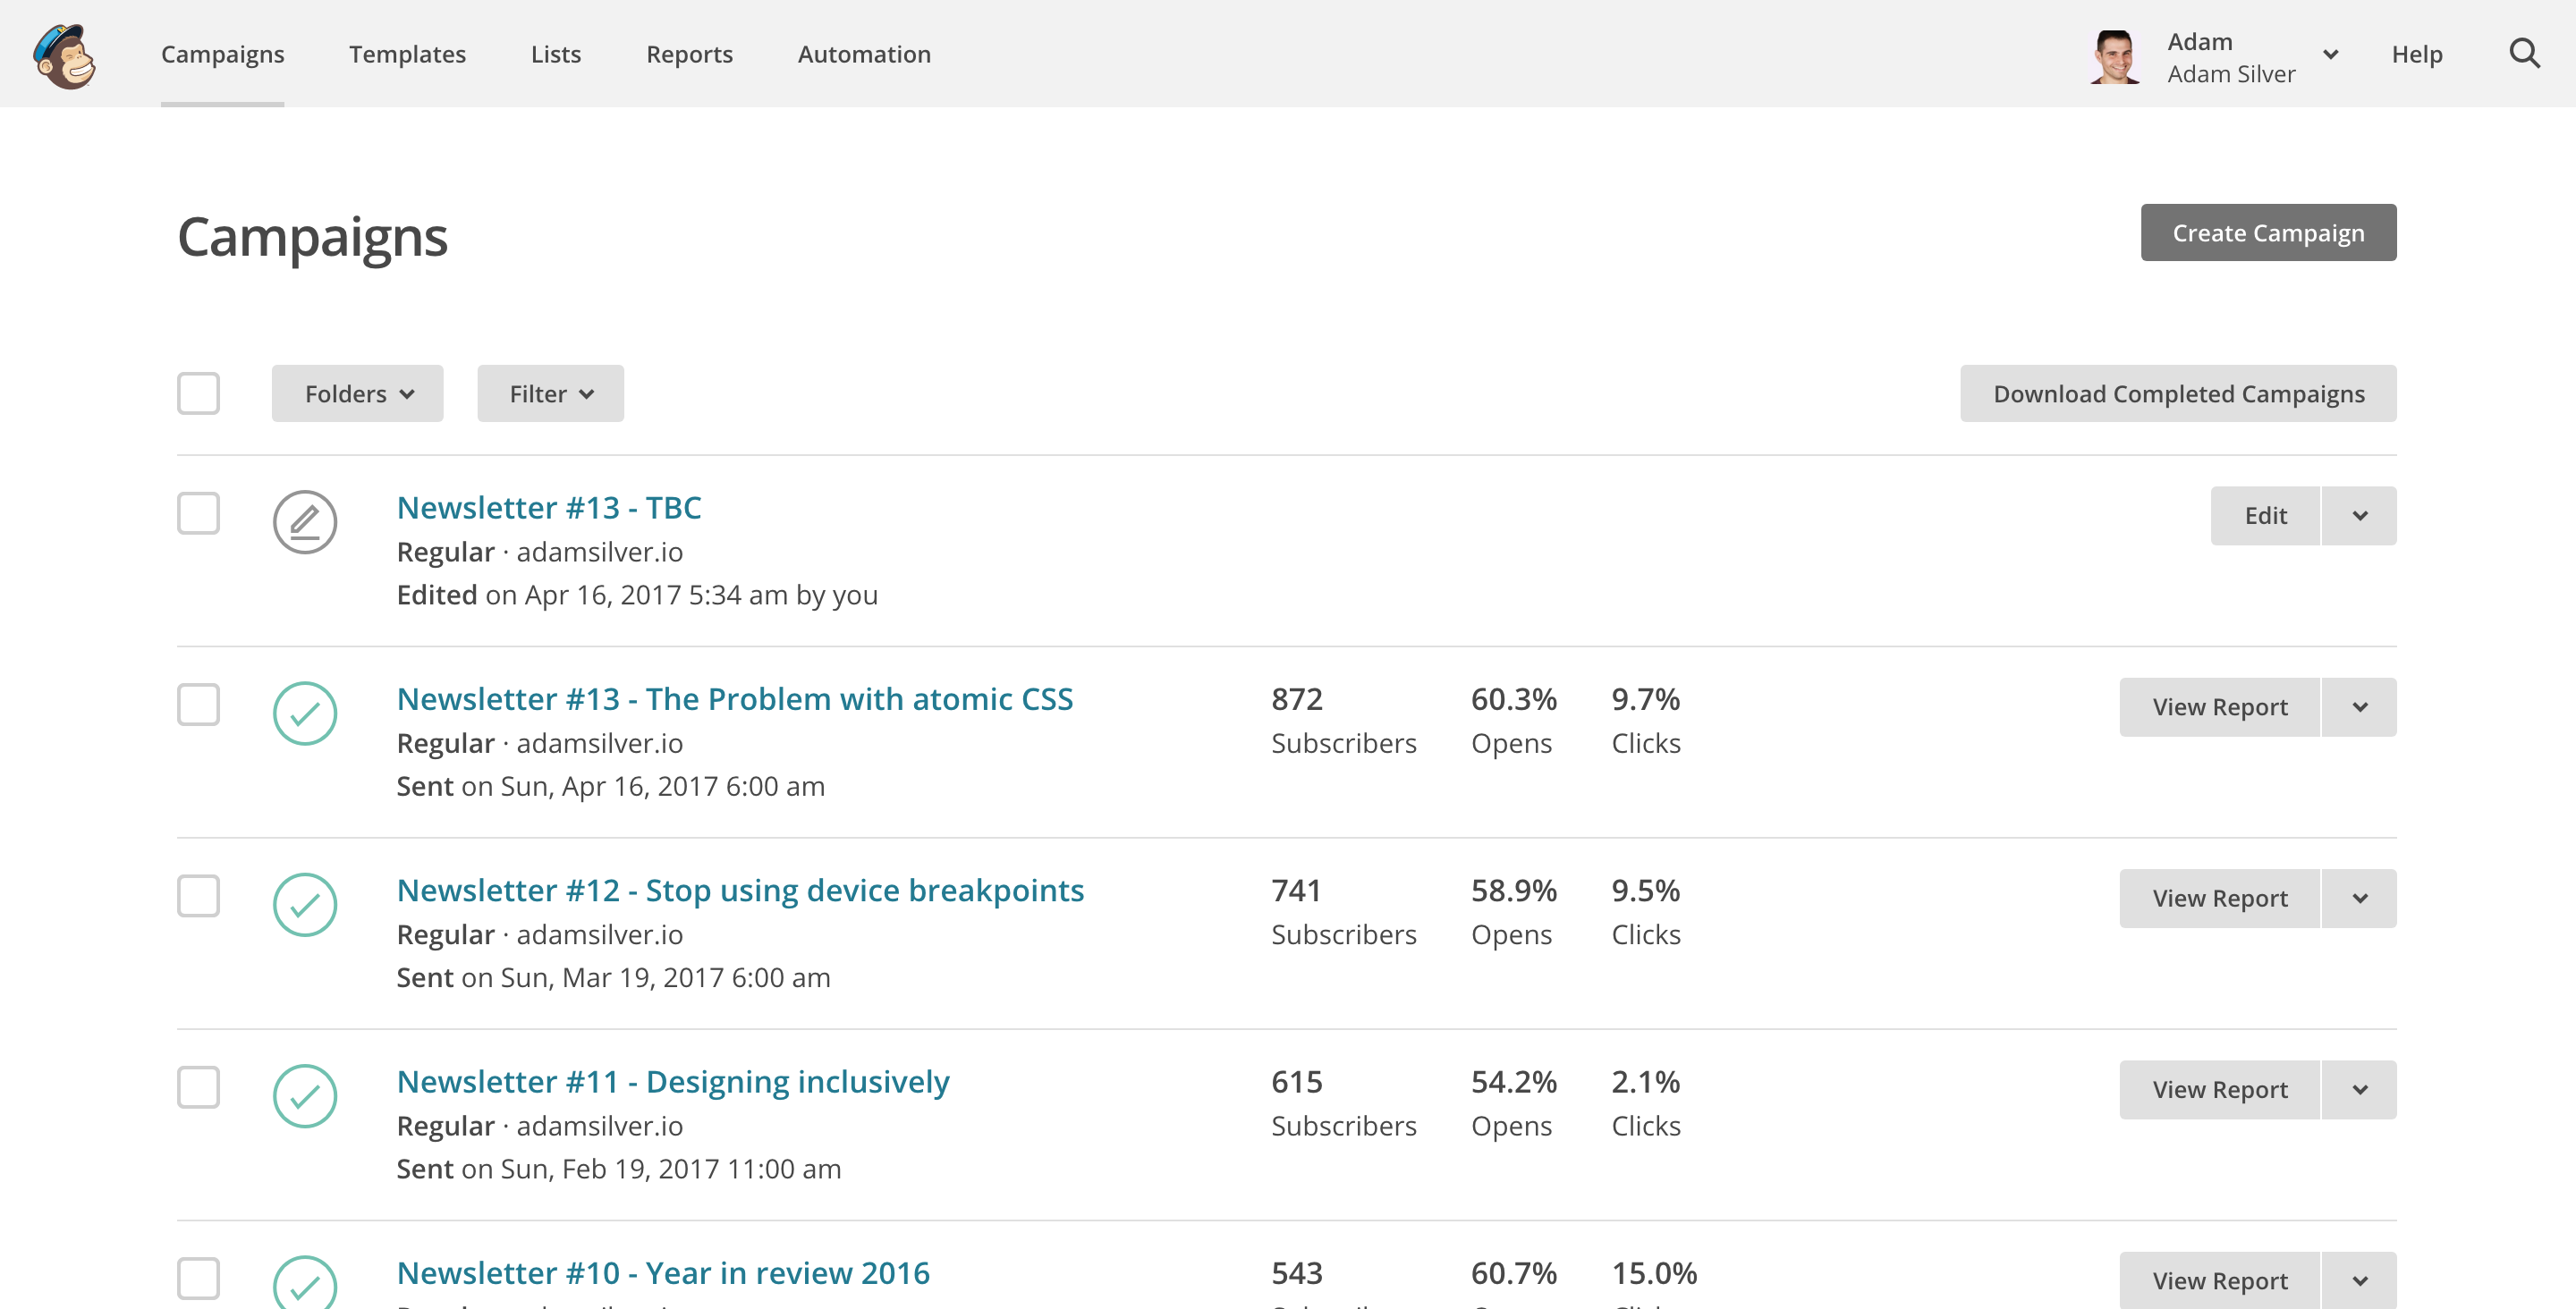 Campaigns Templates Lists Reports Automation Adam Help
Adam Silver
Campaigns Create Campaign
Folders Filter Download Completed Campaigns
Newsletter #13 - TBC Edit
Regular · adamsilver.io
Edited on Apr 16, 2017 5:34 am by you
Newsletter #13 - The Problem with atomic CSS 872 60.3% 9.7% View Report
Regular · adamsilver.io Subscribers Opens Clicks
Sent on Sun, Apr 16, 2017 6:00 am
Newsletter #12 - Stop using device breakpoints 741 58.9% 9.5% View Report
Regular · adamsilver.io Subscribers Opens Clicks
Sent on Sun, Mar 19, 2017 6:00 am
Newsletter #11 - Designing inclusively 615 54.2% 2.1% View Report
Regular · adamsilver.io Subscribers Opens Clicks
Sent on Sun, Feb 19, 2017 11:00 am
Newsletter #10 - Year in review 2016 543 60.7% 15.0% View Report